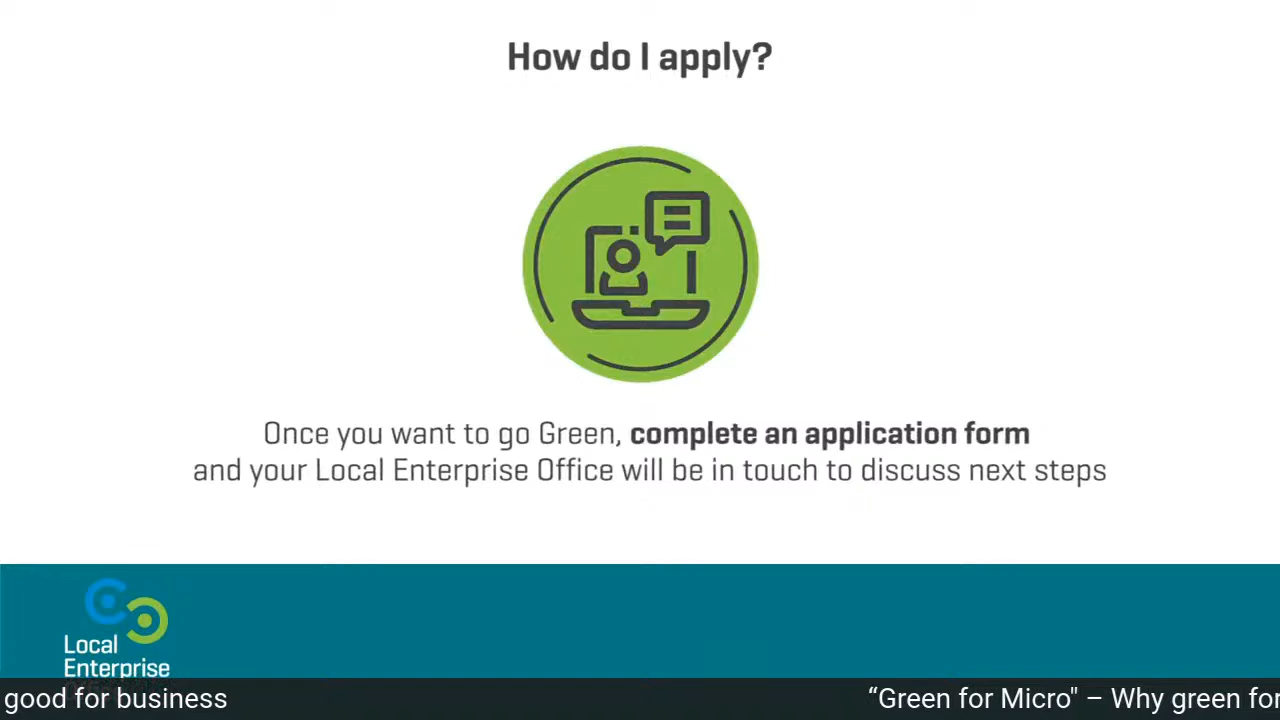 How do I apply?
Once you want to go Green, complete an application form
and your Local Enterprise Office will be in touch to discuss next steps
Local
Enterprise
good for business
“Green for Micro" – Why green for